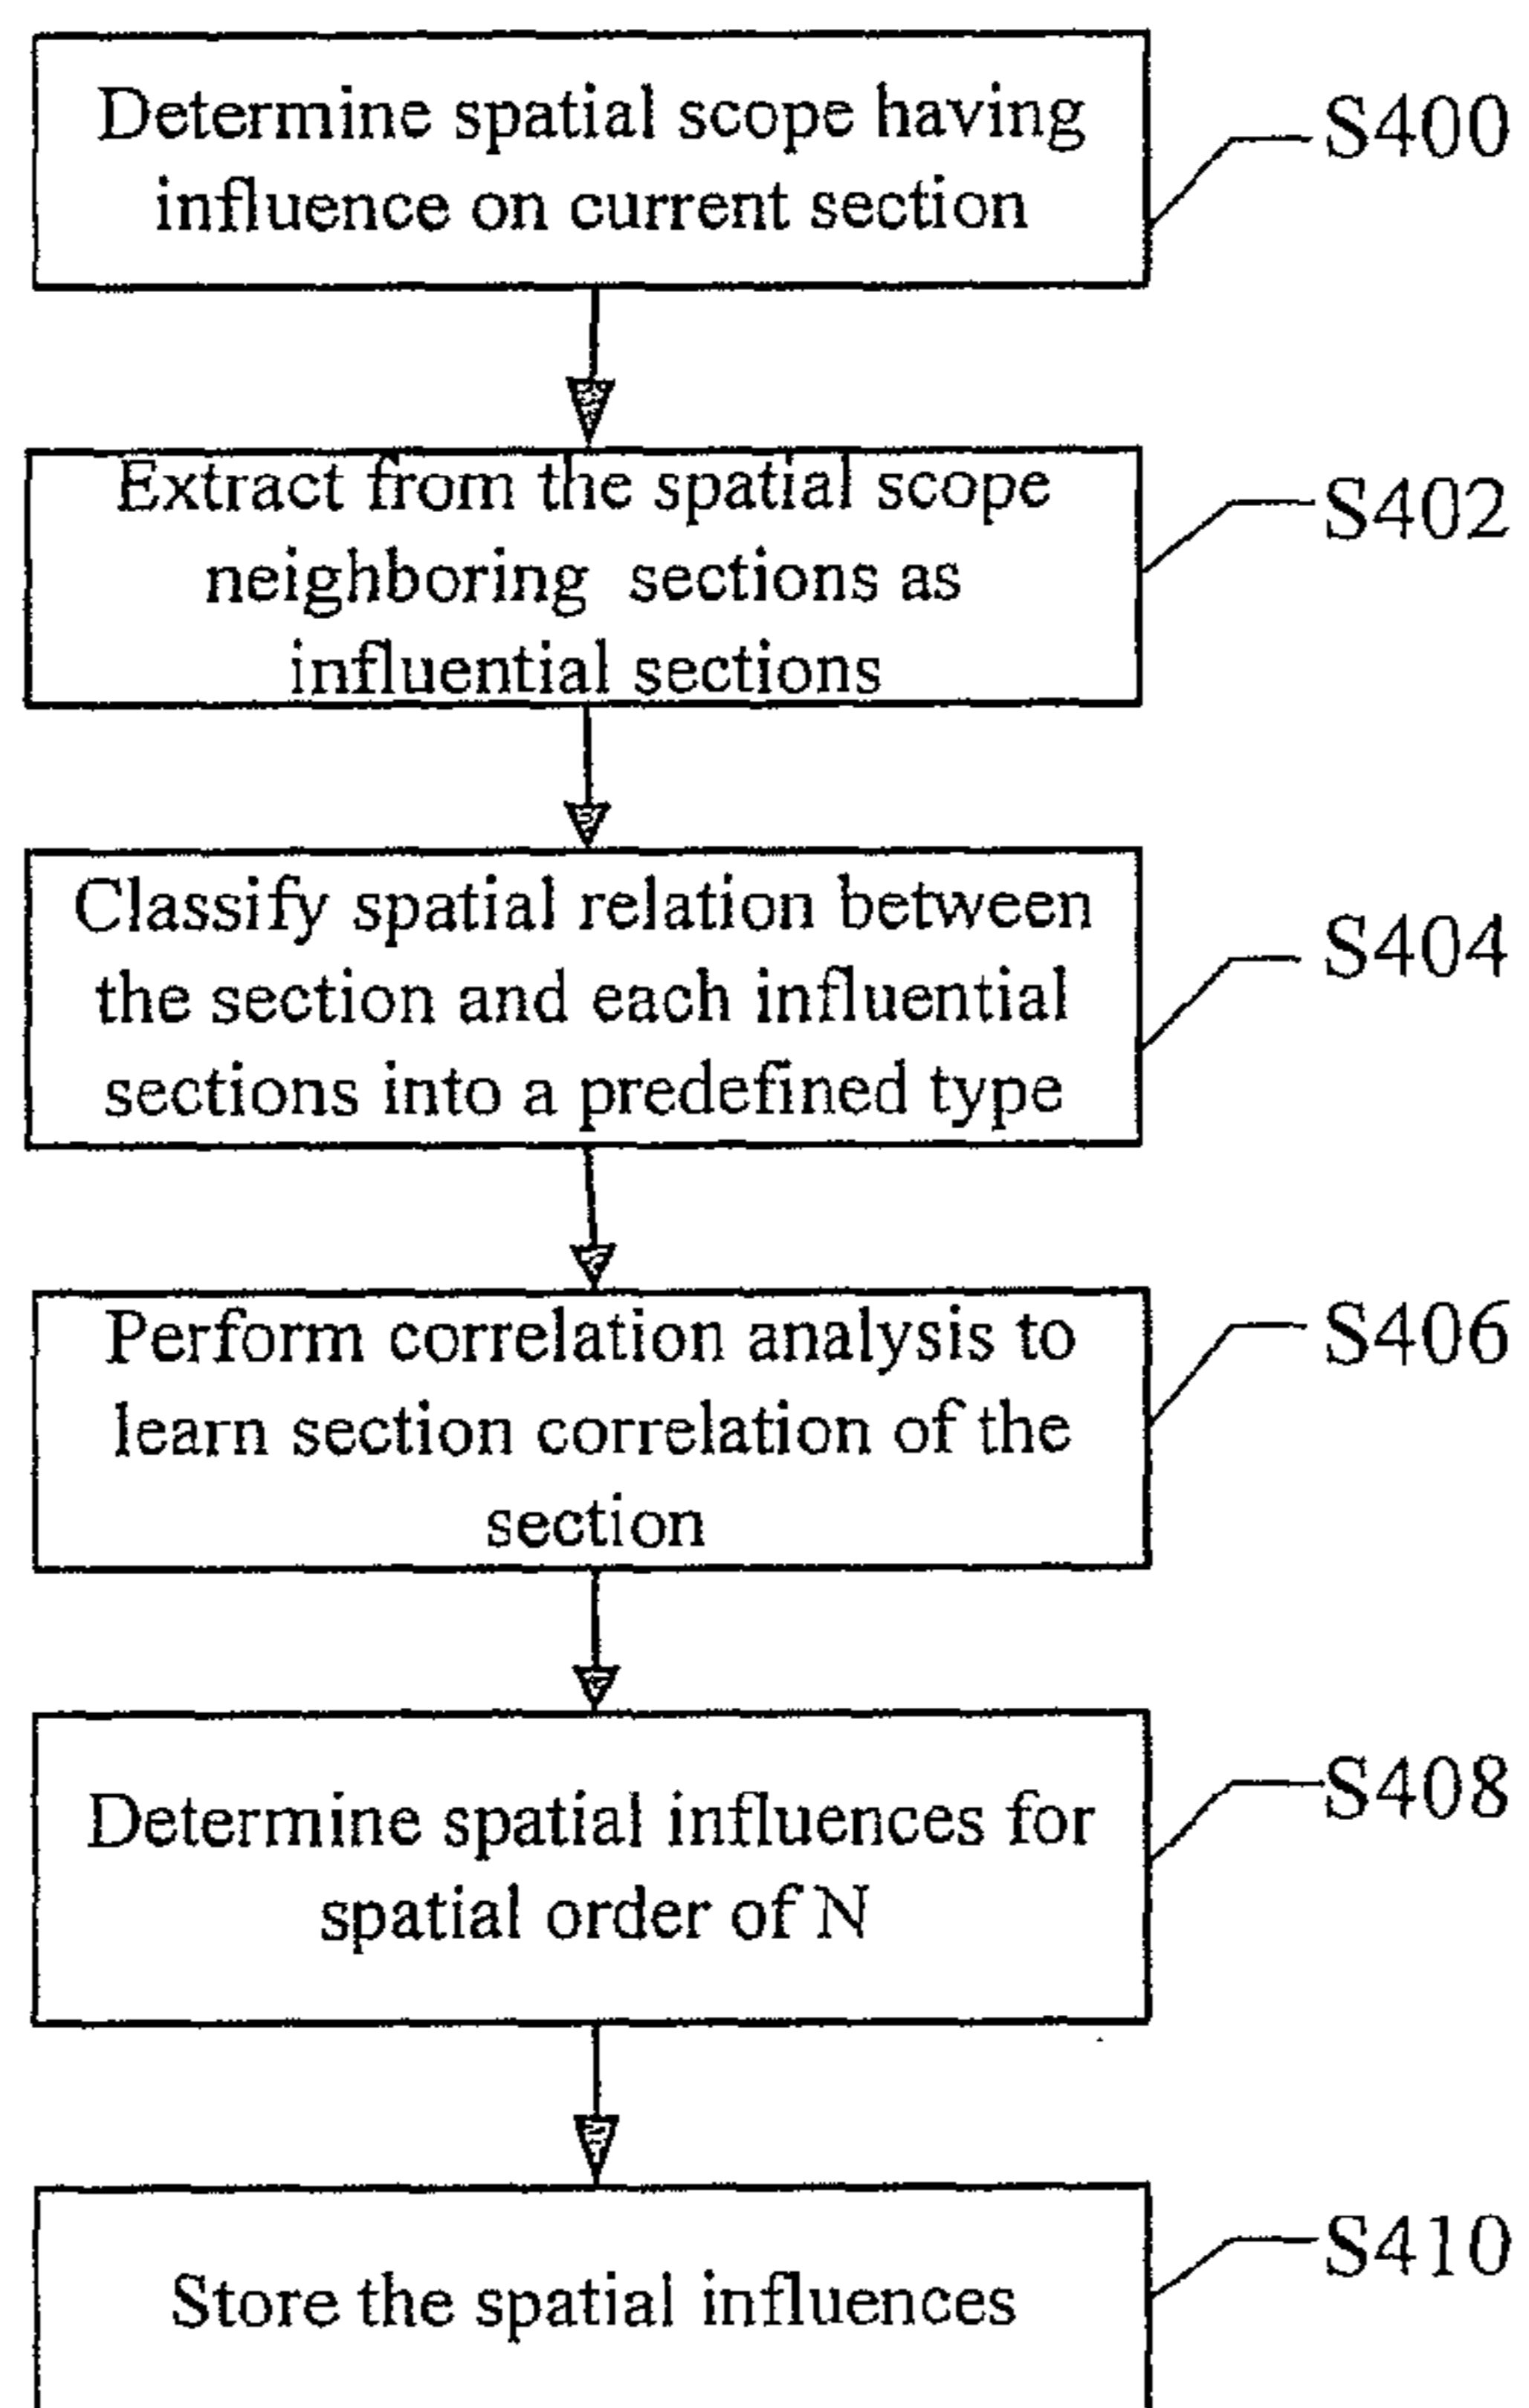 Determine spatial scope having
influence on current section
S400
Extract from the spatial scope
neighboring sections as
influential sections
S402
Classify spatial relation between
the section and each influential
sections into a predefined type
S404
Perform correlation analysis to
learn section correlation of the
section
S406
Determine spatial influences for
spatial order of N
S408
Store the spatial influences
S410